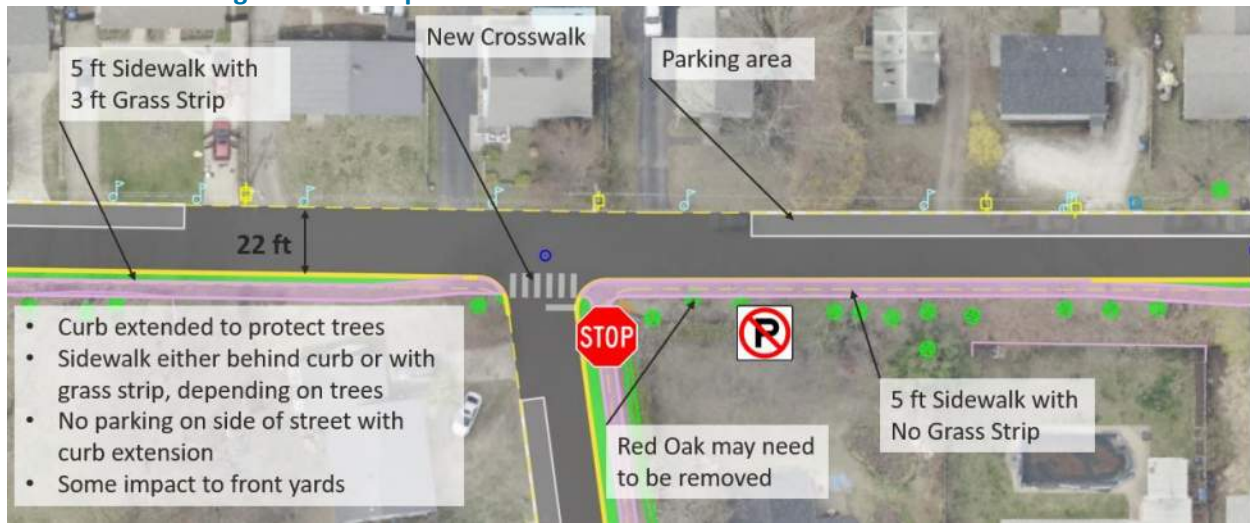 New Crosswalk
5 ft Sidewalk with
3 ft Grass Strip
Parking area
22 ft
• Curb extended to protect trees
• Sidewalk either behind curb or with
grass strip, depending on trees
• No parking on side of street with
curb extension
• Some impact to front yards
STOP
P
Red Oak may need
to be removed
5 ft Sidewalk with
No Grass Strip